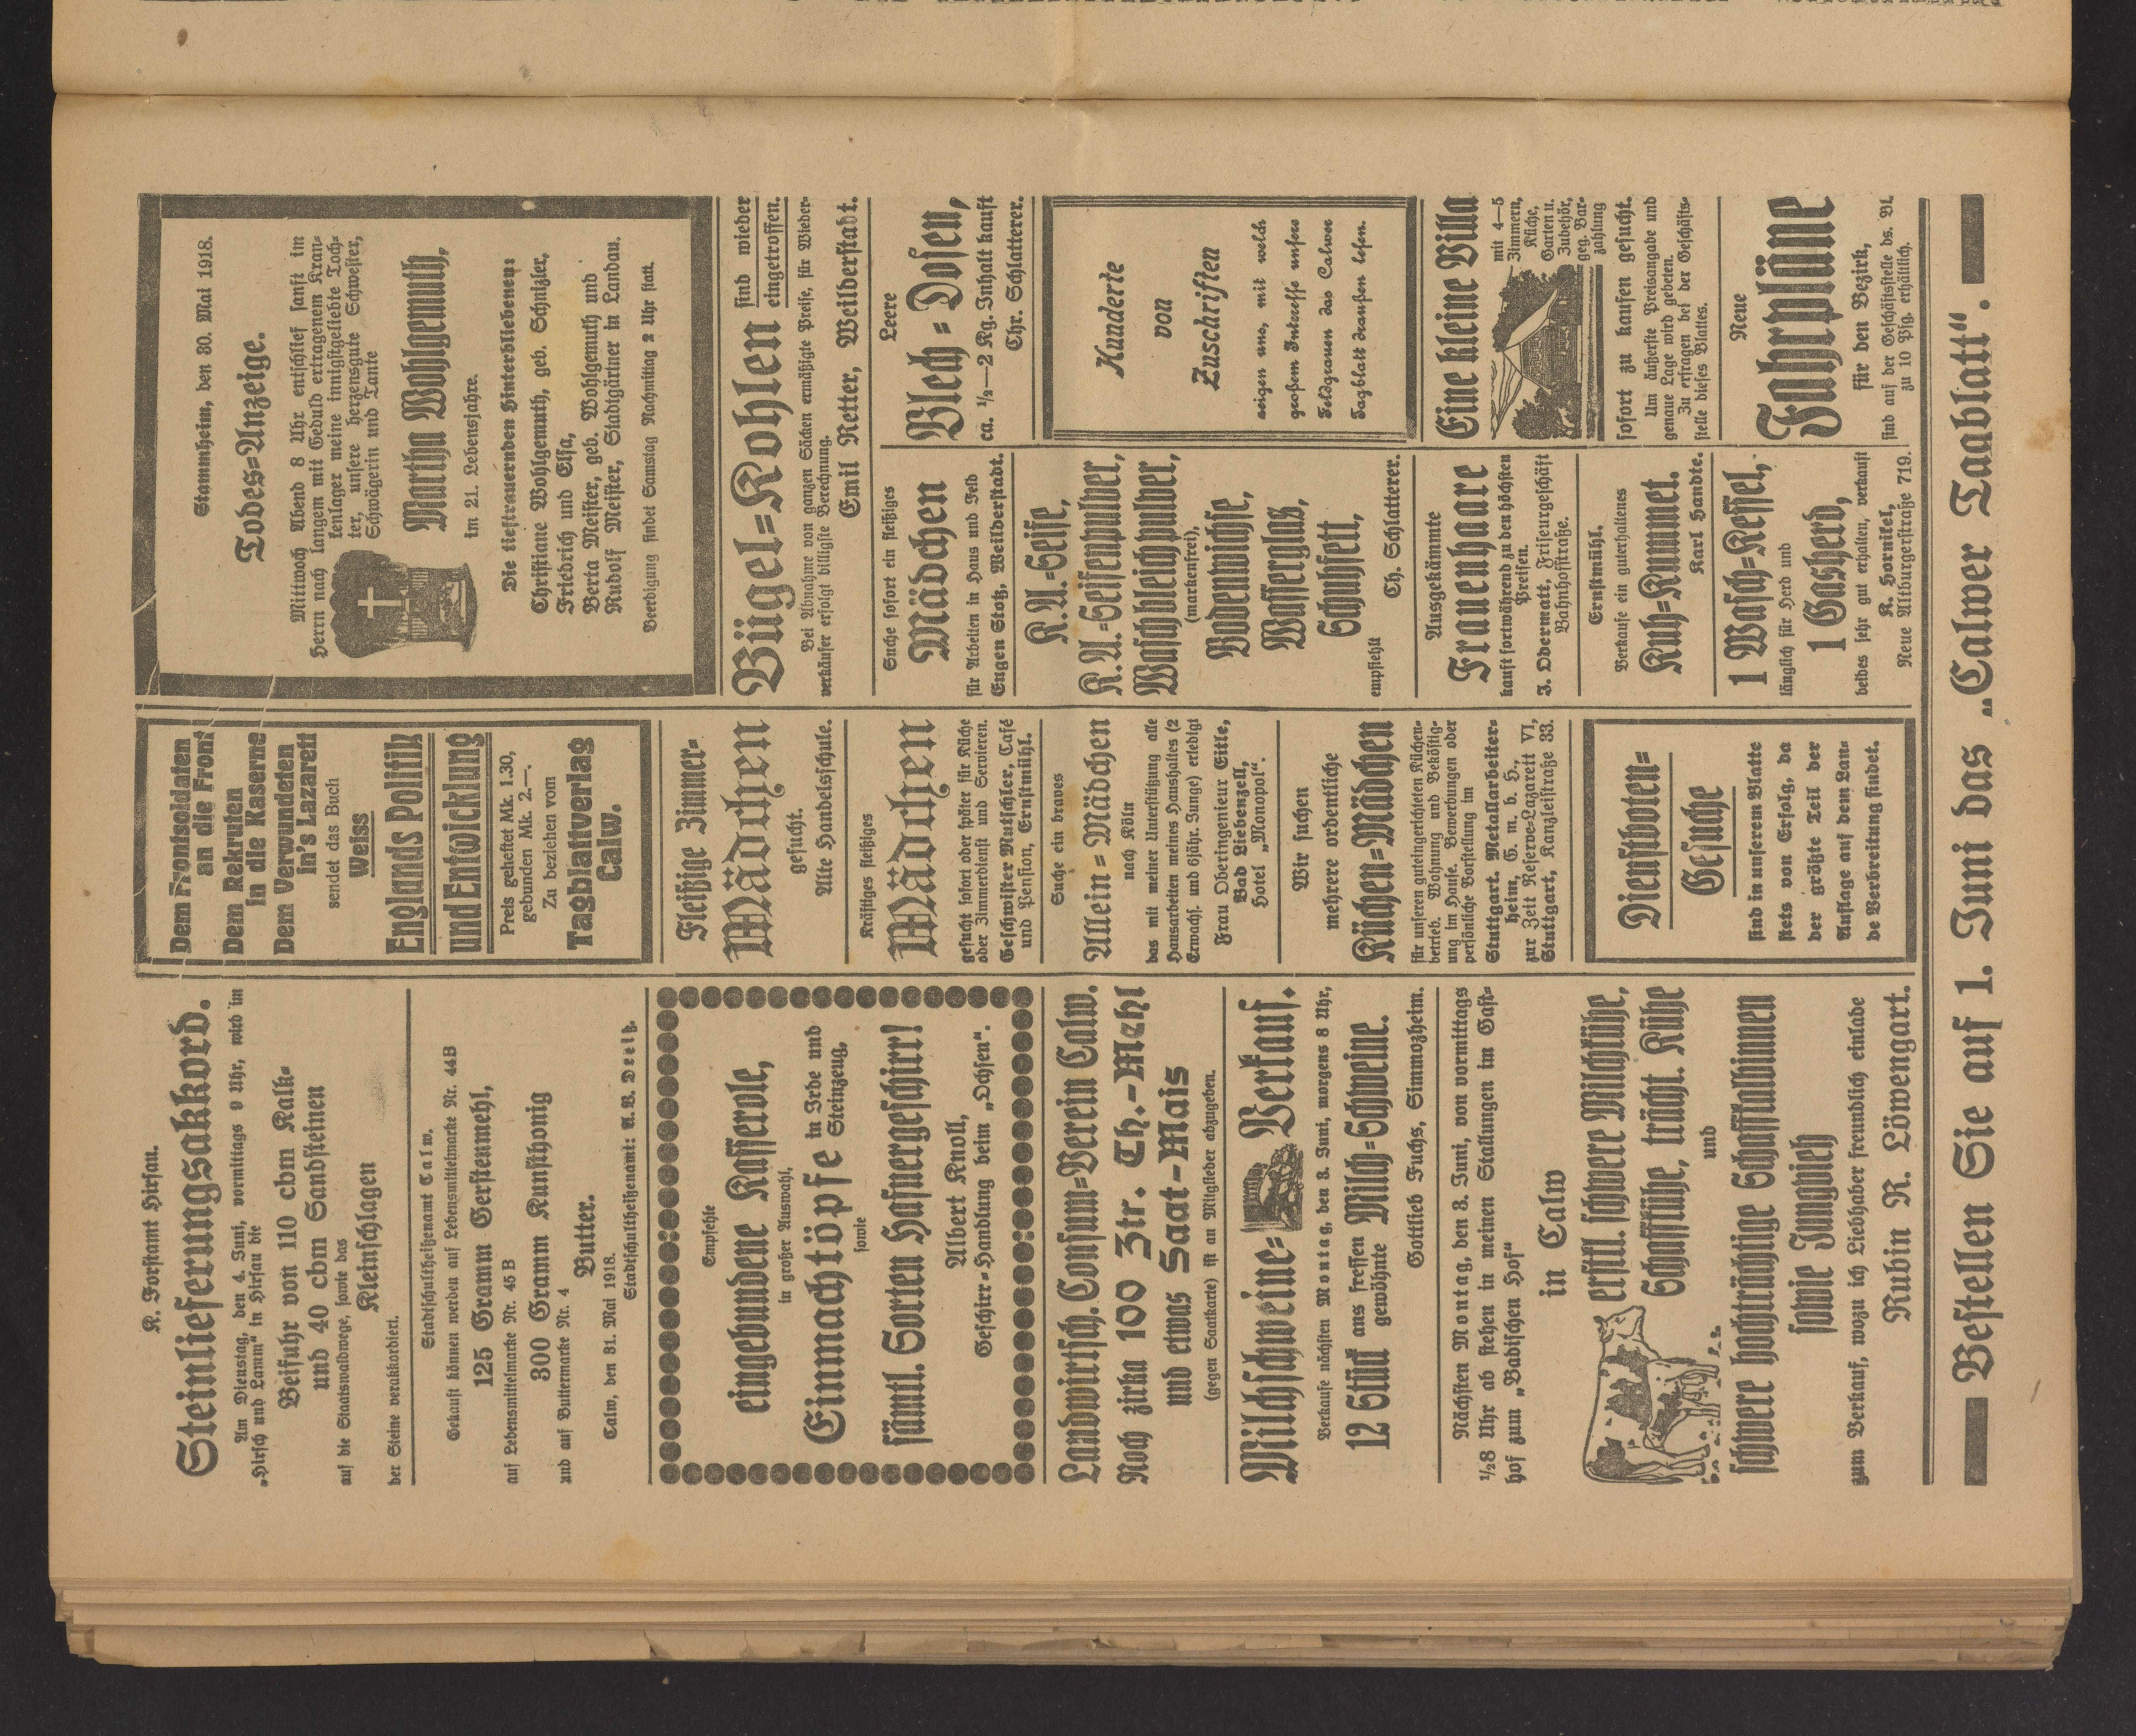 K. Forstamt Hirsau.
Steinlieferungsakkord.
Am Dienstag, den 4. Juni, vormittags 9 Uhr, wird im
„Hirsch und Lamm“ in Hirsau die
Beifuhr von 110 cbm Kalk-
und 40 cbm Sandsteinen
auf die Staatswaldwege, sowie das
Kleinschlagen
der Steine verakkordiert.
Stadtschultheißenamt Calw.
Gekauft können werden auf Lebensmittelmarke Nr. 44B
125 Gramm Gerstenmehl,
auf Lebensmittelmarke Nr. 45 B
300 Gramm Kunsthonig
und auf Buttermarke Nr. 4
Butter.
Calw, den 31. Mai 1918.
Stadtschultheißenamt: A. V. Dreiß.
Empfehle
eingebundene Kasserole,
in großer Auswahl,
Einmachtöpfe in Irde und
Steinzeug,
sowie
sämtl. Sorten Hafnergeschirr!
Albert Knoll,
Geschirr-Handlung beim „Ochsen“.
Landwirtsch. Consum-Verein Calw.
Noch zirka 100 Ztr. Th.-Mehl
und etwas Saat-Mais
(gegen Saatkarte) ist an Mitglieder abzugeben.
Milchschweine-Verkauf.
Verkaufe nächsten Montag, den 3. Juni, morgens 8 Uhr,
12 Stück ans fressen gewöhnte Milch-Schweine.
Gottlieb Fuchs, Simmozheim.
Nächsten Montag, den 3. Juni, von vormittags
½8 Uhr ab stehen in meinen Stallungen im Gast-
hof zum „Badischen Hof“
in Calw
erstkl. schwere Milchkühe,
Schaffkühe, trächt. Kühe
und
schwere hochträchtige Schaffkalbinnen
sowie Jungvieh
zum Verkauf, wozu ich Liebhaber freundlich einlade
Rubin R. Löwengart.
Dem Frontsoldaten
an die Front
Dem Rekruten
in die Kaserne
Dem Verwundeten
in's Lazarett
sendet das Buch
Weiss
Englands Politik
und Entwicklung
Preis geheftet Mk. 1.30,
gebunden Mk. 2.—.
Zu beziehen vom
Tagblattverlag
Calw.
Fleißige Zimmer-
Mädchen
gesucht.
Alte Handelsschule.
Kräftiges fleißiges
Mädchen
gesucht sofort oder später für Küche
oder Zimmerdienst und Servieren.
Geschwister Mutschler, Café
und Pension, Ernstmühl.
Suche ein braves
Allein-Mädchen
nach Köln
das mit meiner Unterstützung alle
Hausarbeiten meines Haushaltes (2
Erwachs. und 6jähr. Junge) erledigt
Frau Oberingenieur Eitle,
Bad Liebenzell,
Hotel „Monopol“.
Wir suchen
mehrere ordentliche
Küchen-Mädchen
für unseren guteingerichteten Küchen-
betrieb. Wohnung und Beköstig-
ung im Hause. Bewerbungen oder
persönliche Vorstellung im
Stuttgart. Metallarbeiter-
heim, G. m. b. H.,
zur Zeit Reserve-Lazarett VI,
Stuttgart, Kanzleistraße 33.
Dienstboten-
Gesuche
sind in unserem Blatte
stets von Erfolg, da
der größte Teil der
Auflage auf dem Lan-
de Verbreitung findet.
Stammheim, den 30. Mai 1918.
Todes-Anzeige.
Mittwoch Abend 8 Uhr entschlief sanft im
Herrn nach langem mit Geduld ertragenem Kran-
kenlager meine innigstgeliebte Toch-
ter, unsere herzensgute Schwester,
Schwägerin und Tante
Martha Wohlgemuth,
im 21. Lebensjahre.
Die tieftrauernden Hinterbliebenen:
Christiane Wohlgemuth, geb. Schnitzler,
Friedrich und Elsa,
Berta Meister, geb. Wohlgemuth und
Rudolf Meister, Stadtgärtner in Landau.
Beerdigung findet Samstag Nachmittag 2 Uhr statt.
Bügel-Kohlen sind wieder
eingetroffen.
Bei Abnahme von ganzen Säcken ermäßigte Preise, für Wieder-
verkäufer erfolgt billigste Berechnung.
Emil Retter, Weilderstadt.
Suche sofort ein fleißiges
Mädchen
für Arbeiten in Haus und Feld
Eugen Stotz, Weilderstadt.
K.A.-Seife,
K.A.-Seifenpulver,
Waschbleichpulver,
(markenfrei),
Bodenwichse,
Wasserglas,
Schuhfett,
empfiehlt
Ch. Schlatterer.
Ausgekämmte
Frauenhaare
kauft fortwährend zu den höchsten
Preisen.
J. Obermatt, Friseurgeschäft
Bahnhofstraße.
Ernstmühl.
Verkaufe ein guterhaltenes
Kuh-Kummet.
Karl Handte.
1 Wasch-Kessel,
länglich für Herd und
1 Gasherd,
beides sehr gut erhalten, verkauft
K. Hornikel,
Neue Altburgerstraße 719.
Leere
Blech-Dosen,
ca. ½—2 Kg. Inhalt kauft
Chr. Schlatterer.
Hunderte
von
Zuschriften
zeigen uns, mit welch
großem Interesse unsere
Feldgrauen das Calwer
Tagblatt draußen lesen.
Eine kleine Villa
mit 4—5
Zimmern,
Küche,
Garten u.
Zubehör,
geg. Bar-
zahlung
sofort zu kaufen gesucht.
Um äußerste Preisangabe und
genaue Lage wird gebeten.
Zu erfragen bei der Geschäfts-
stelle dieses Blattes.
Neue
Fahrpläne
für den Bezirk,
sind auf der Geschäftsstelle ds. Bl.
zu 10 Pfg. erhältlich.
Bestellen Sie auf 1. Juni das „Calwer Tagblatt“.